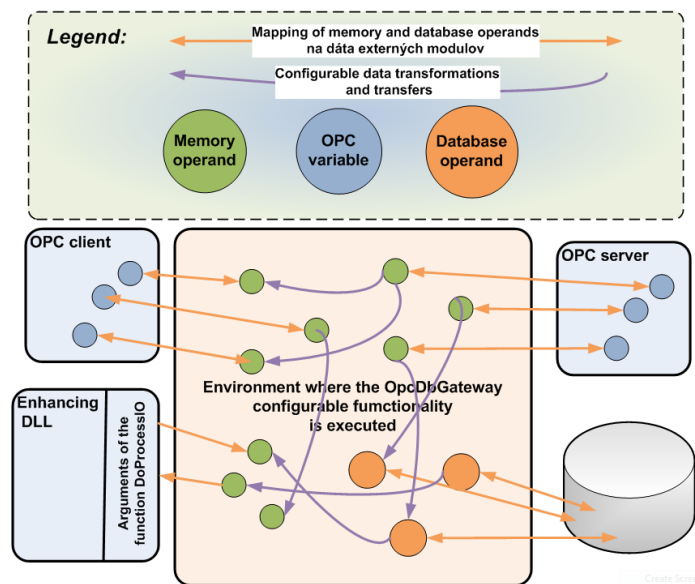 Legend:
Mapping of memory and database operands
na dáta externých modulov
Configurable data transformations
and transfers
Memory
operand
OPC
variable
Database
operand
OPC client
OPC server
Environment where the OpcDbGateway
configurable fumctionality
is executed
Enhancing
DLL
Arguments of the
function DoProcessIO